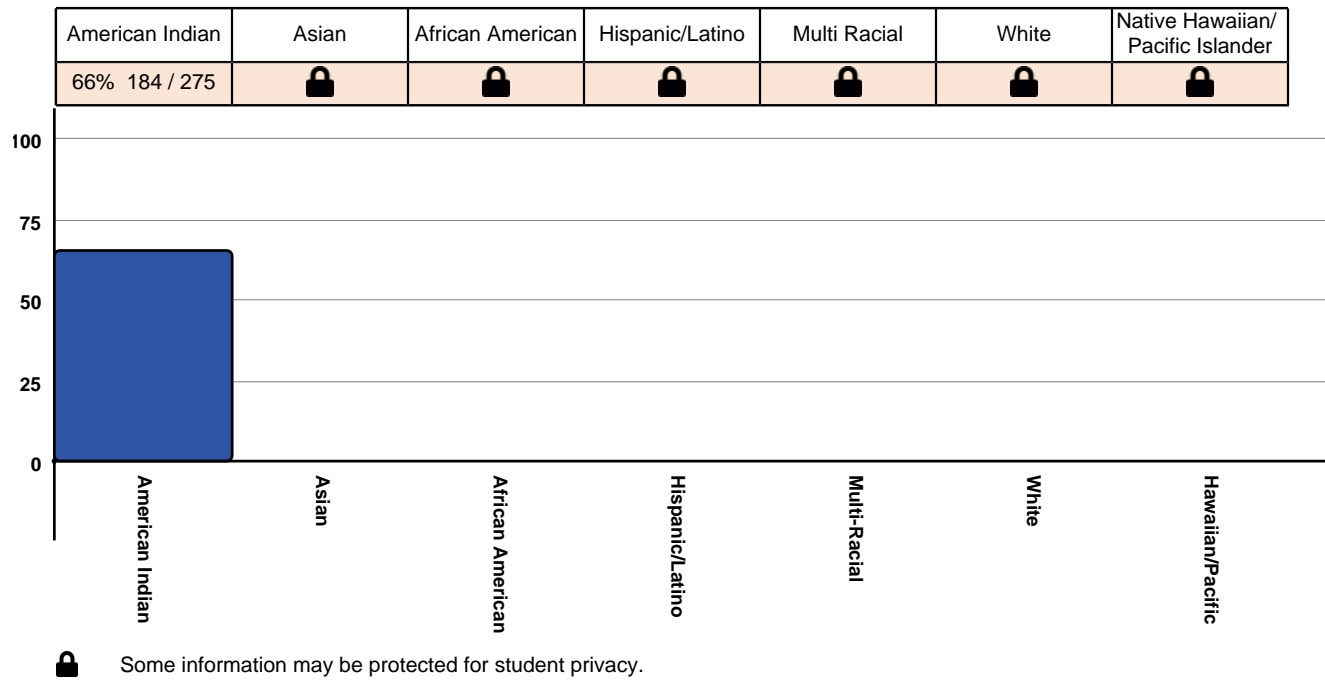 American Indian
Asian
African American
Hispanic/Latino
Multi Racial
White
Native Hawaiian/
Pacific Islander
66% 184 / 275
100
75
50
25
0
American Indian
Asian
African American
Hispanic/Latino
Multi-Racial
White
Hawaiian/Pacific
Some information may be protected for student privacy.